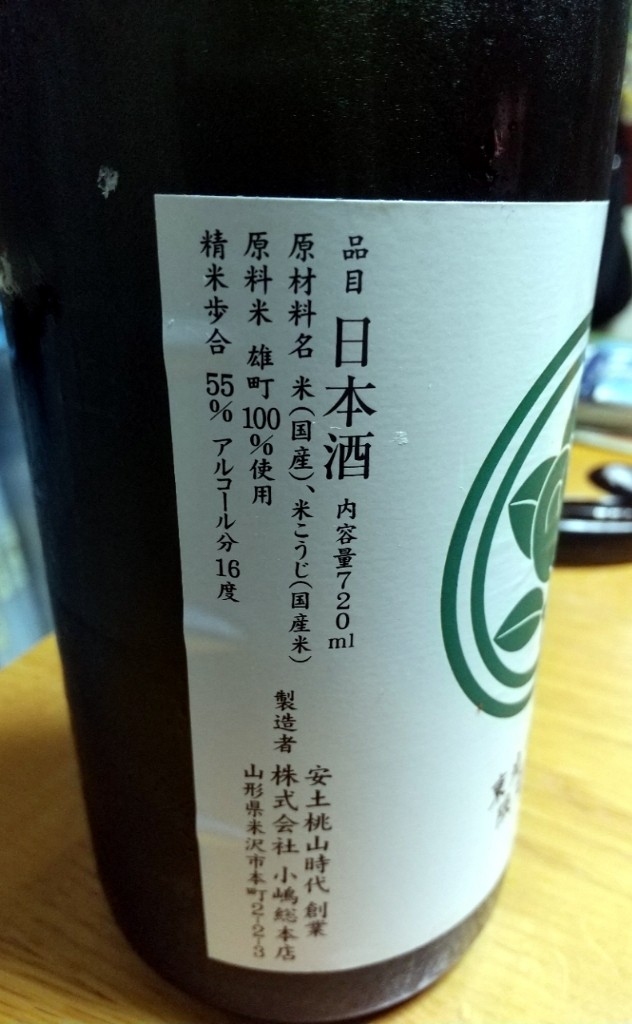 品目 日本酒 内容量720ml
原材料名 米(国産)、米こうじ(国産米)
原料米 雄町100%使用
精米歩合 55% アルコール分16度
安土桃山時代 創業
製造者 株式会社 小嶋総本店
山形県米沢市本町2-2-3